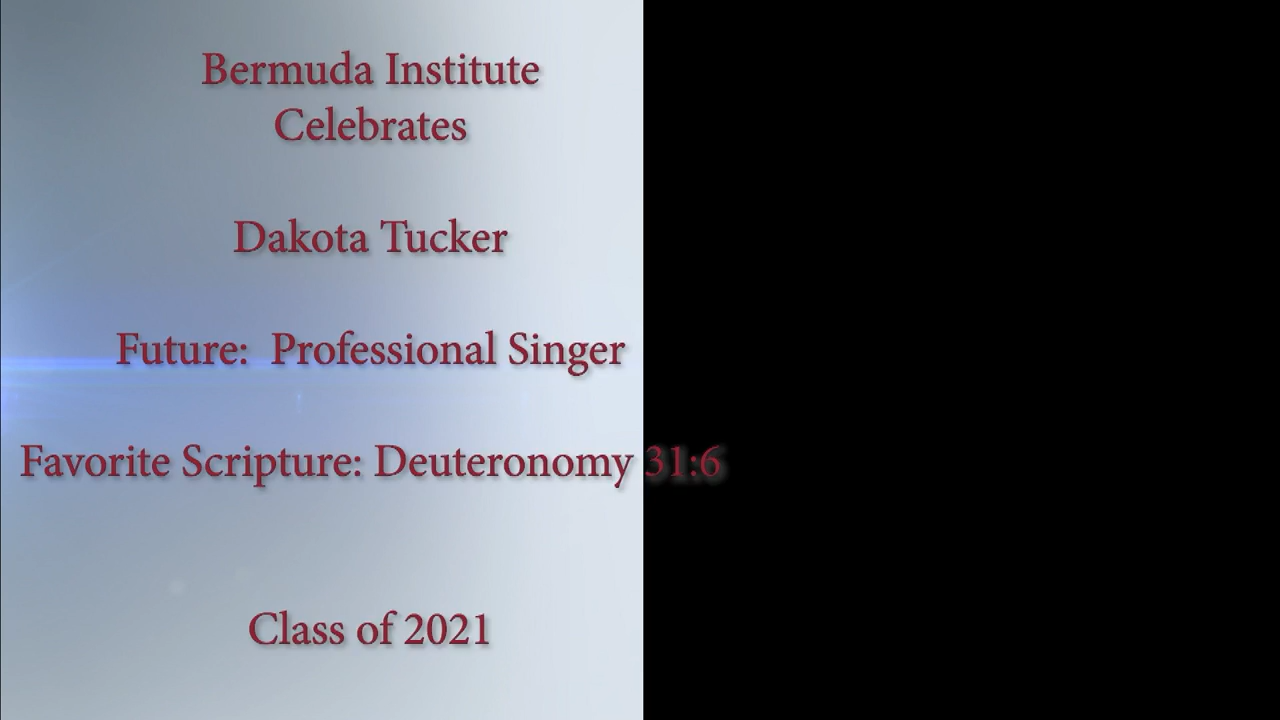 Bermuda Institute
Celebrates
Dakota Tucker
Future:  Professional Singer
Favorite Scripture: Deuteronomy 31:6
Class of 2021